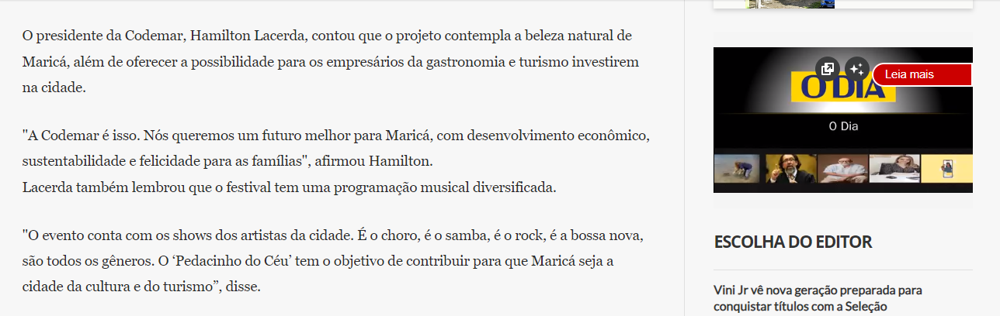 O presidente da Codemar, Hamilton Lacerda, contou que o projeto contempla a beleza natural de
Maricá, além de oferecer a possibilidade para os empresários da gastronomia e turismo investirem
na cidade.
"A Codemar é isso. Nós queremos um futuro melhor para Maricá, com desenvolvimento econômico,
sustentabilidade e felicidade para as famílias", afirmou Hamilton.
Lacerda também lembrou que o festival tem uma programação musical diversificada.
"O evento conta com os shows dos artistas da cidade. É o choro, é o samba, é o rock, é a bossa nova,
são todos os gêneros. O ‘Pedacinho do Céu’ tem o objetivo de contribuir para que Maricá seja a
cidade da cultura e do turismo”, disse.
Leia mais
O DIA
O Dia
ESCOLHA DO EDITOR
Vini Jr vê nova geração preparada para
conquistar títulos com a Seleção